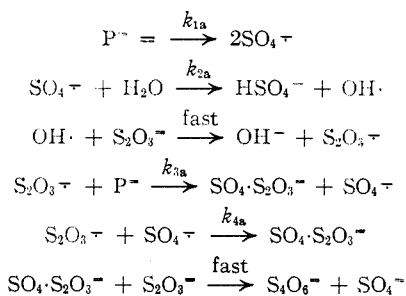 P⁼ = k₁ₐ → 2SO₄⁻·
SO₄⁻· + H₂O k₂ₐ → HSO₄⁻ + OH·
OH· + S₂O₃⁼ fast → OH⁻ + S₂O₃⁻·
S₂O₃⁻· + P⁼ k₃ₐ → SO₄·S₂O₃⁼ + SO₄⁻·
S₂O₃⁻· + SO₄⁻· k₄ₐ → SO₄·S₂O₃⁼
SO₄·S₂O₃⁼ + S₂O₃⁼ fast → S₄O₆⁼ + SO₄⁼